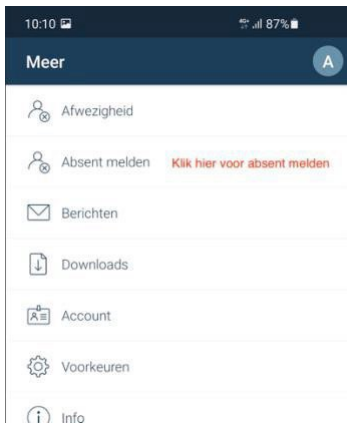 10:10 87%
Meer A
Afwezigheid
Absent melden Klik hier voor absent melden
Berichten
Downloads
Account
Voorkeuren
Info